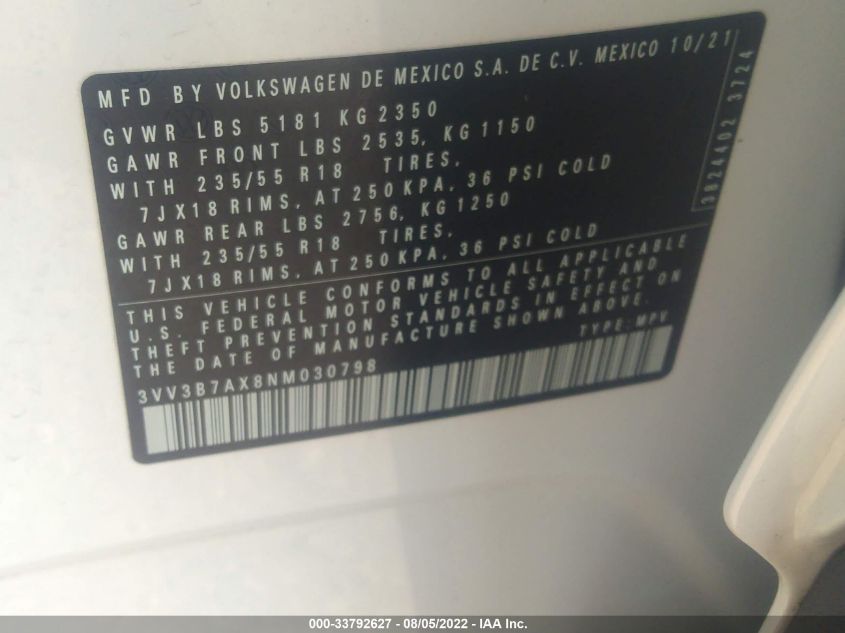 MFD BY VOLKSWAGEN DE MEXICO S.A. DE C.V. MEXICO 10/21
GVWR LBS 5181 KG 2350
GAWR FRONT LBS 2535, KG 1150
WITH 235/55 R18 TIRES,
7JX18 RIMS, AT 250 KPA, 36 PSI COLD
GAWR REAR LBS 2756, KG 1250
WITH 235/55 R18 TIRES,
7JX18 RIMS, AT 250 KPA, 36 PSI COLD
THIS VEHICLE CONFORMS TO ALL APPLICABLE
U.S. FEDERAL MOTOR VEHICLE SAFETY AND
THEFT PREVENTION STANDARDS IN EFFECT ON
THE DATE OF MANUFACTURE SHOWN ABOVE.
TYPE: MPV
3VV3B7AX8NM030798
3824402 3724
000-33792627 - 08/05/2022 - IAA Inc.